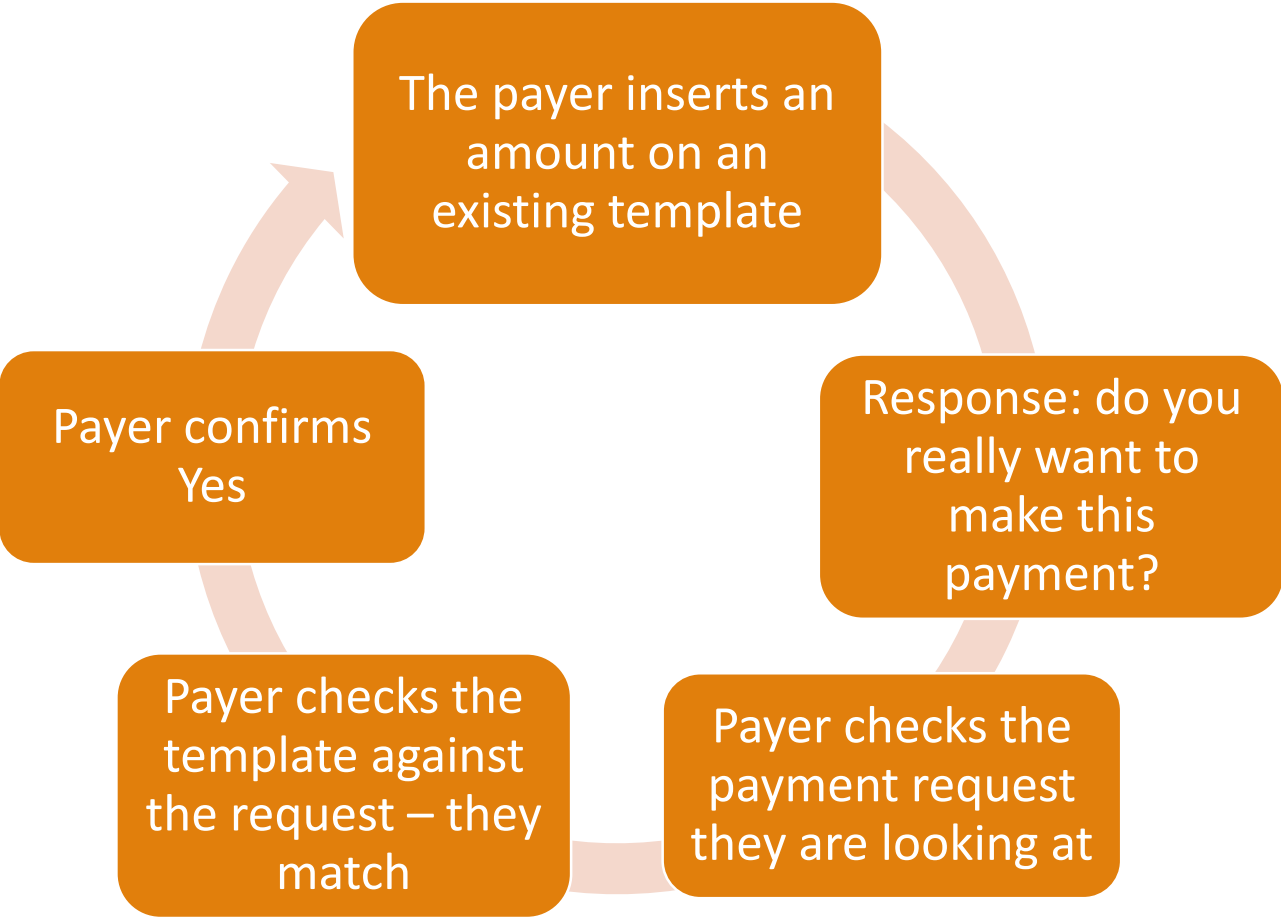 The payer inserts an
amount on an
existing template
Response: do you
really want to
make this
payment?
Payer checks the
payment request
they are looking at
Payer checks the
template against
the request – they
match
Payer confirms
Yes